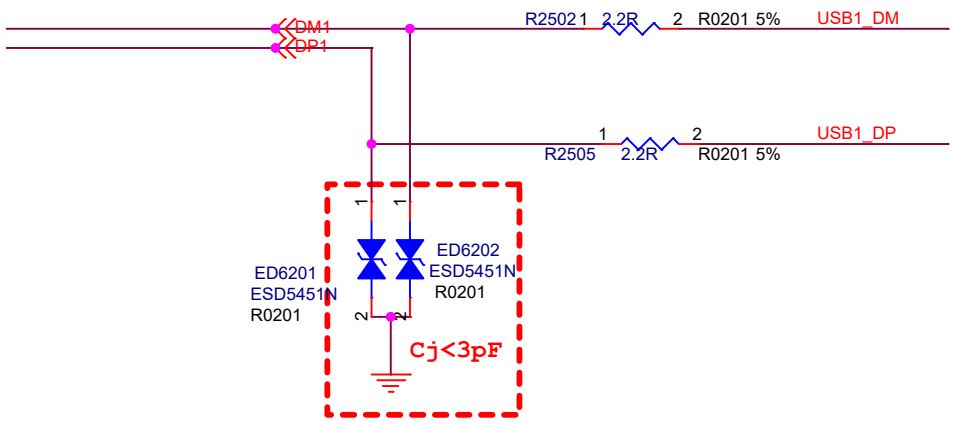 R2502 1 2.2R 2 R0201 5% USB1_DM
DM1
DP1
1 2 USB1_DP
R2505 2.2R R0201 5%
1 1
ED6202
ED6201 ESD5451N
ESD5451N R0201
R0201 2 2
Cj<3pF